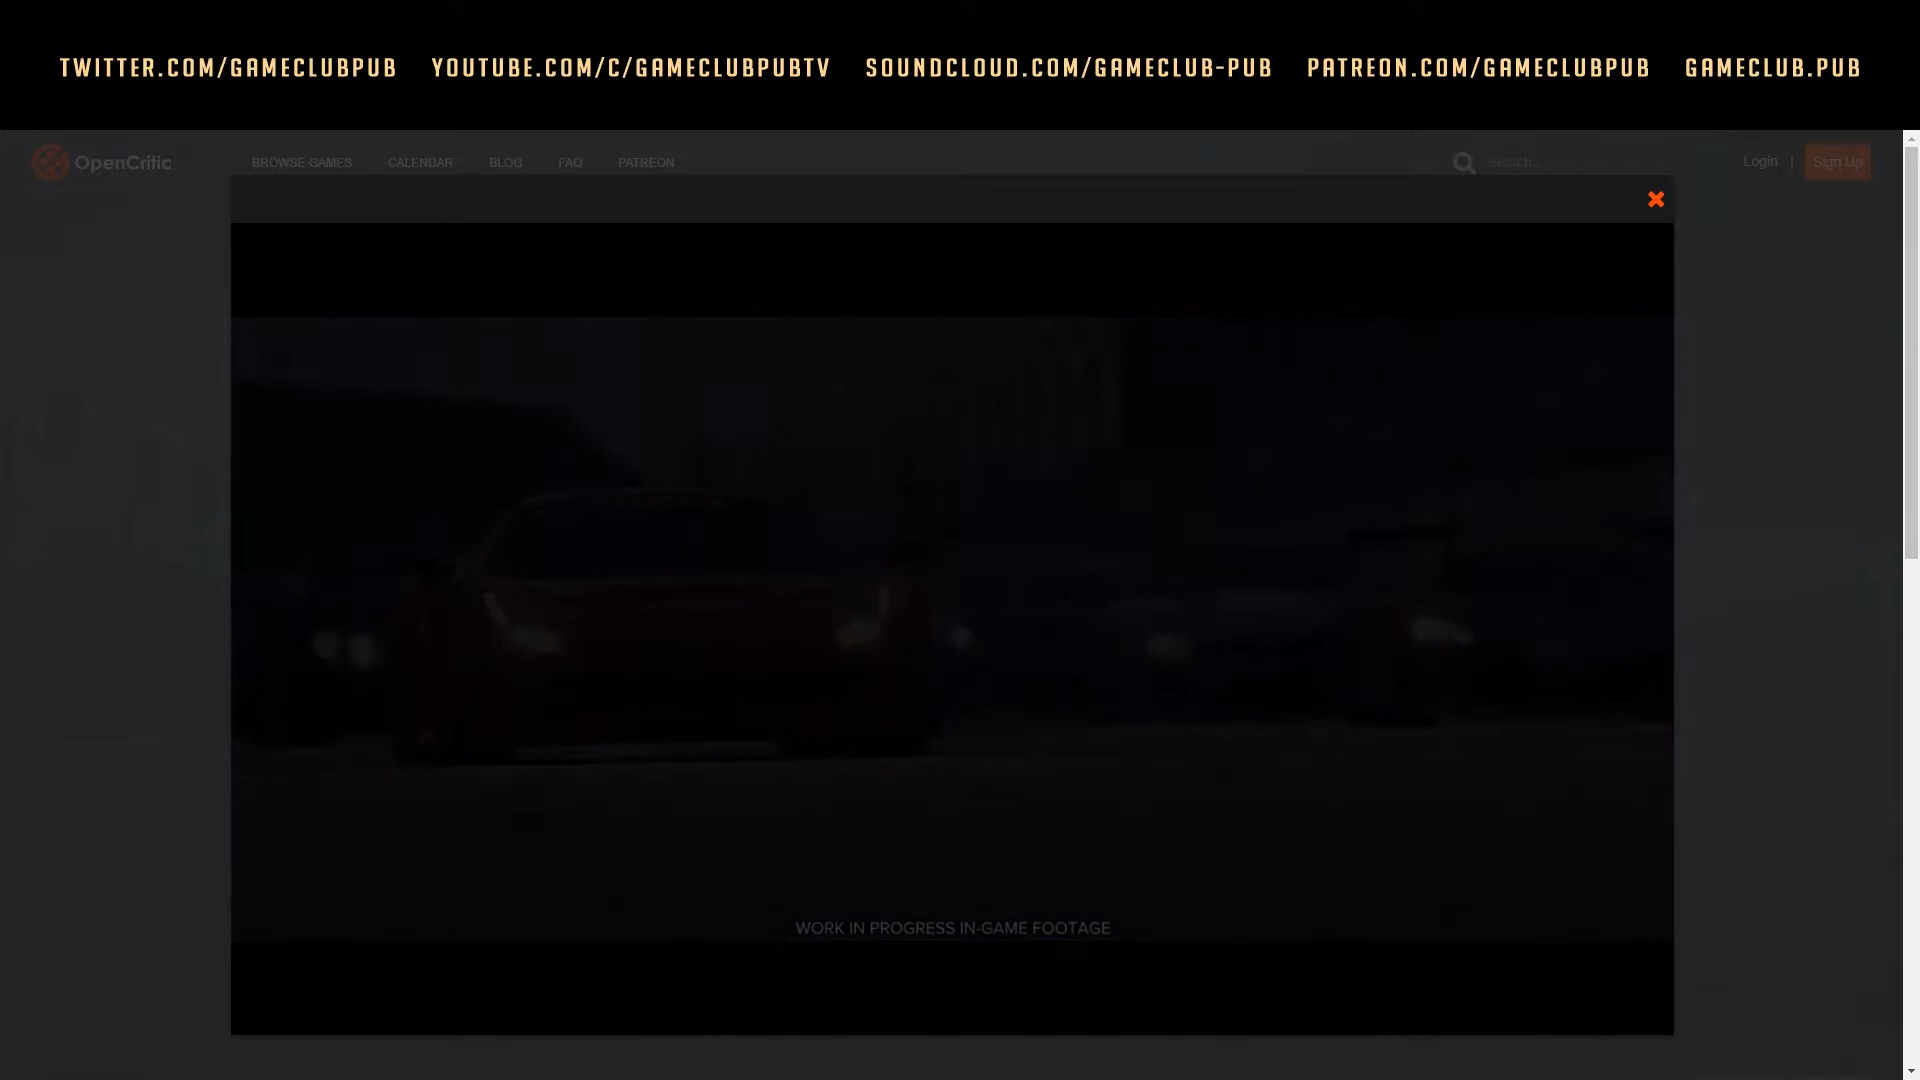 TWITTER.COM/GAMECLUBPUB YOUTUBE.COM/C/GAMECLUBPUBTV SOUNDCLOUD.COM/GAMECLUB-PUB PATREON.COM/GAMECLUBPUB GAMECLUB.PUB
OpenCritic BROWSE GAMES CALENDAR BLOG FAQ PATREON Search... Login | Sign Up
WORK IN PROGRESS IN-GAME FOOTAGE